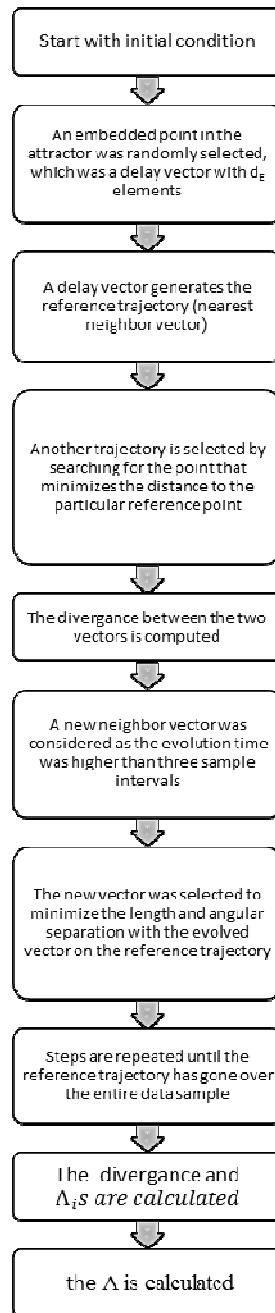 Start with initial condition
An embedded point in the
attractor was randomly selected,
which was a delay vector with dE
elements
A delay vector generates the
reference trajectory (nearest
neighbor vector)
Another trajectory is selected by
searching for the point that
minimizes the distance to the
particular reference point
The divergance between the two
vectors is computed
A new neighbor vector was
considered as the evolution time
was higher than three sample
intervals
The new vector was selected to
minimize the length and angular
separation with the evolved
vector on the reference trajectory
Steps are repeated until the
reference trajectory has gone over
the entire data sample
The divergance and
Λᵢs are calculated
the Λ is calculated